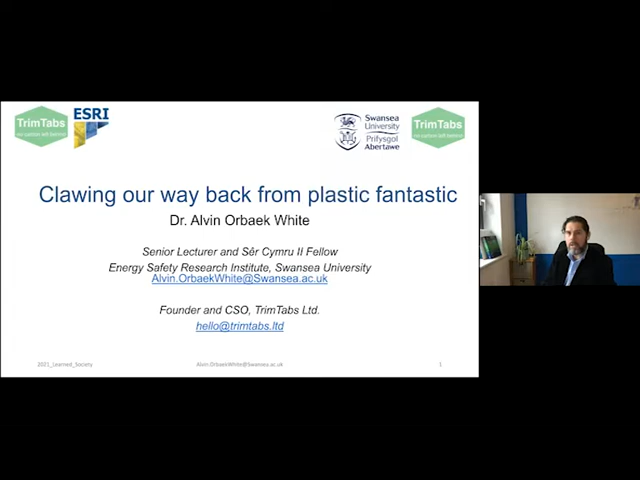 TrimTabs
ESRI
Swansea
University
Prifysgol
Abertawe
TrimTabs
Clawing our way back from plastic fantastic
Dr. Alvin Orbaek White
Senior Lecturer and Sêr Cymru II Fellow
Energy Safety Research Institute, Swansea University
Alvin.OrbaekWhite@Swansea.ac.uk
Founder and CSO, TrimTabs Ltd.
hello@trimtabs.ltd
2021_Learned_Society
Alvin.OrbaekWhite@Swansea.ac.uk
1